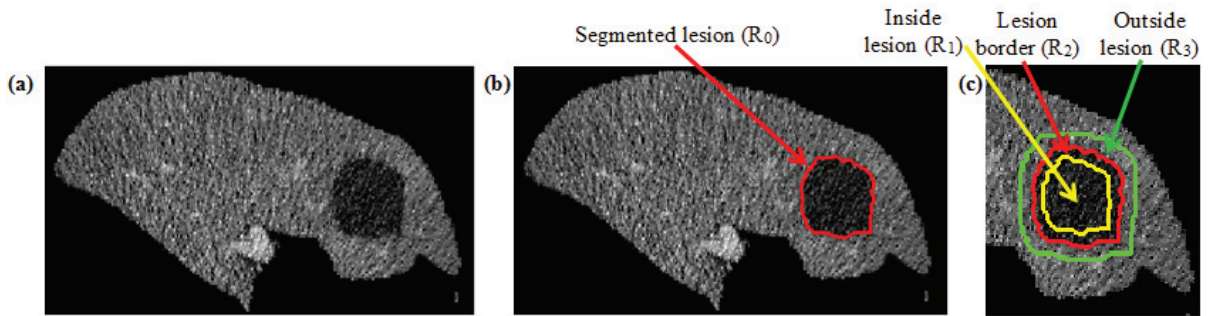 (a)
(b)
Segmented lesion (R0)
(c)
Inside
lesion (R1)
Lesion
border (R2)
Outside
lesion (R3)